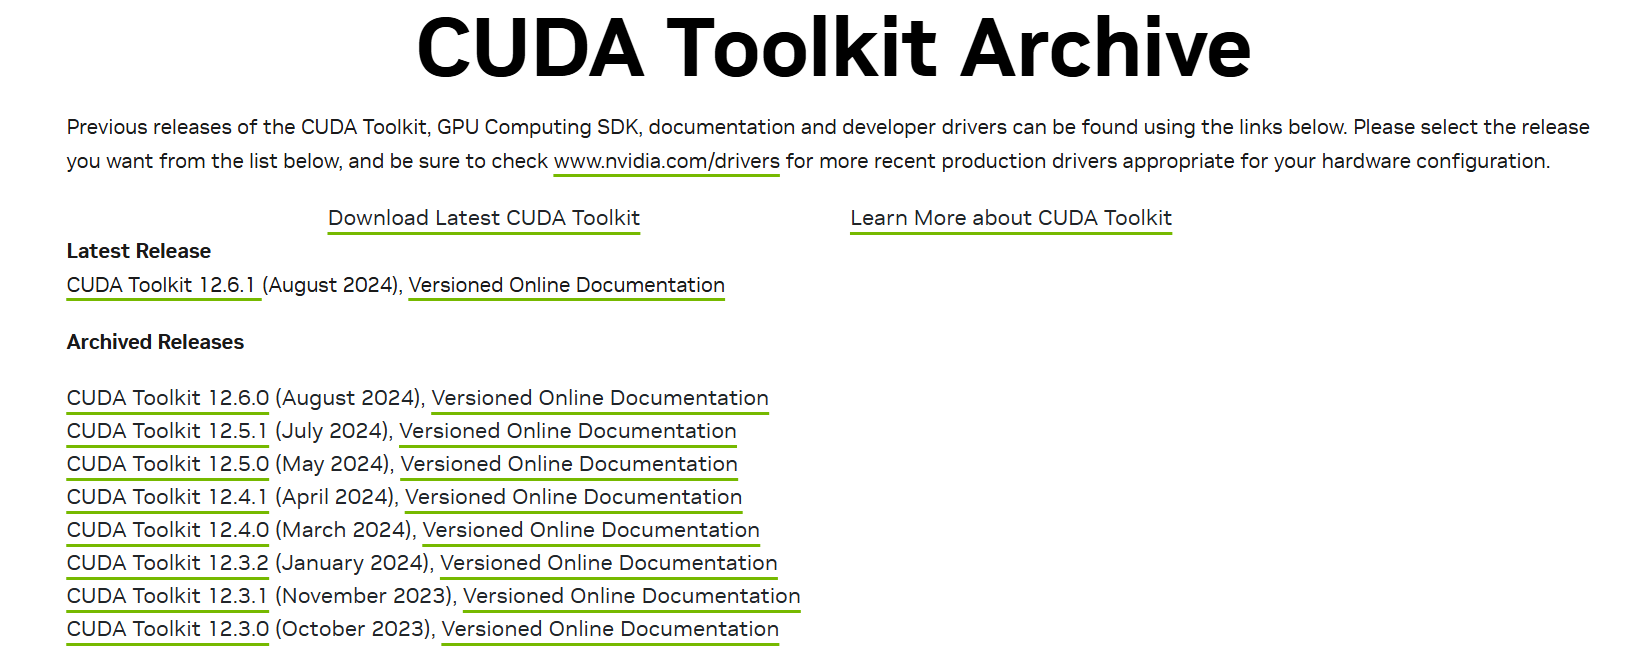 CUDA Toolkit Archive
Previous releases of the CUDA Toolkit, GPU Computing SDK, documentation and developer drivers can be found using the links below. Please select the release
you want from the list below, and be sure to check www.nvidia.com/drivers for more recent production drivers appropriate for your hardware configuration.
Download Latest CUDA Toolkit Learn More about CUDA Toolkit
Latest Release
CUDA Toolkit 12.6.1 (August 2024), Versioned Online Documentation
Archived Releases
CUDA Toolkit 12.6.0 (August 2024), Versioned Online Documentation
CUDA Toolkit 12.5.1 (July 2024), Versioned Online Documentation
CUDA Toolkit 12.5.0 (May 2024), Versioned Online Documentation
CUDA Toolkit 12.4.1 (April 2024), Versioned Online Documentation
CUDA Toolkit 12.4.0 (March 2024), Versioned Online Documentation
CUDA Toolkit 12.3.2 (January 2024), Versioned Online Documentation
CUDA Toolkit 12.3.1 (November 2023), Versioned Online Documentation
CUDA Toolkit 12.3.0 (October 2023), Versioned Online Documentation